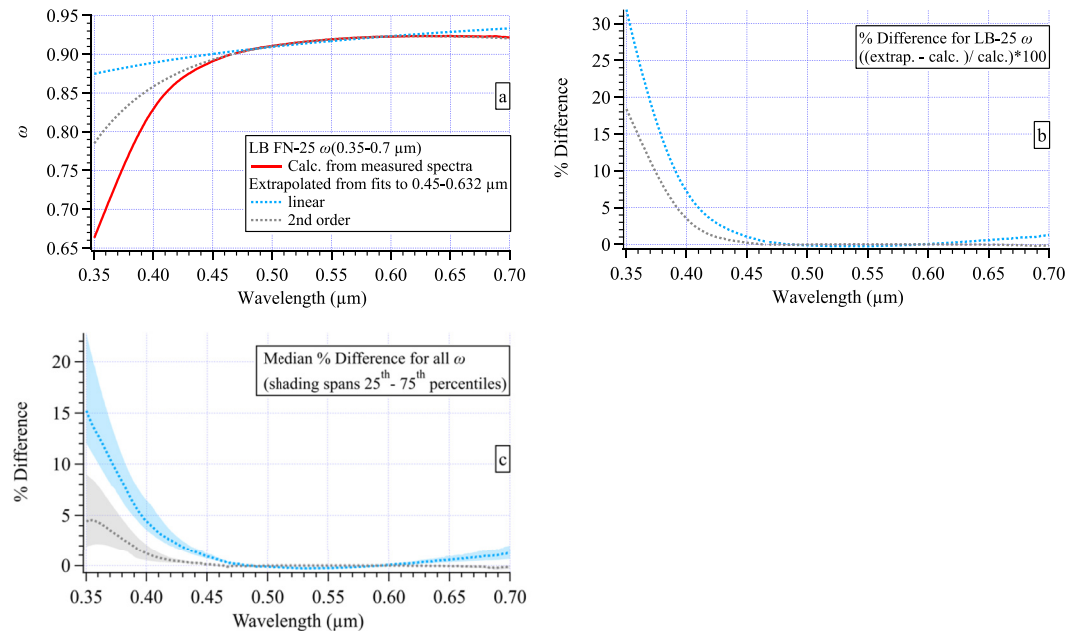 0.95
0.90
0.85
0.80
0.75
0.70
0.65
ω
a
LB FN-25 ω(0.35-0.7 µm)
Calc. from measured spectra
Extrapolated from fits to 0.45-0.632 µm
linear
2nd order
0.35 0.40 0.45 0.50 0.55 0.60 0.65 0.70
Wavelength (µm)
30
25
20
15
10
5
0
% Difference
% Difference for LB-25 ω
((extrap. - calc. )/ calc.)*100
b
0.35 0.40 0.45 0.50 0.55 0.60 0.65 0.70
Wavelength (µm)
20
15
10
5
0
% Difference
Median % Difference for all ω
(shading spans 25th- 75th percentiles)
c
0.35 0.40 0.45 0.50 0.55 0.60 0.65 0.70
Wavelength (µm)